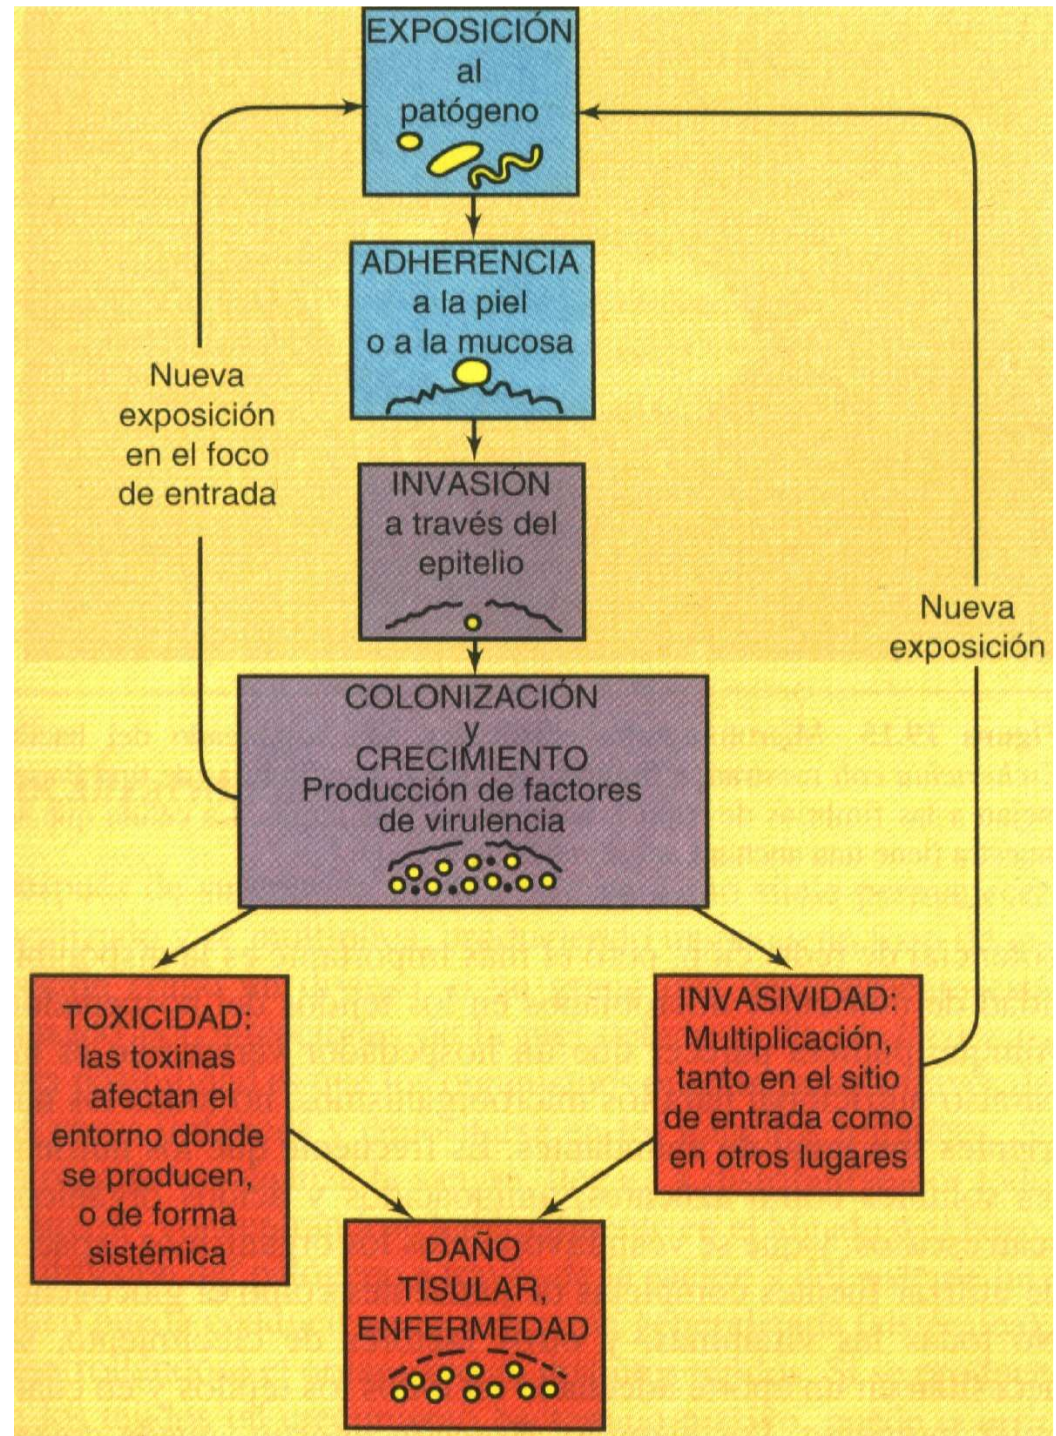 EXPOSICIÓN
al
patógeno
ADHERENCIA
a la piel
o a la mucosa
Nueva
exposición
en el foco
de entrada
INVASIÓN
a través del
epitelio
Nueva
exposición
COLONIZACIÓN
y
CRECIMIENTO
Producción de factores
de virulencia
TOXICIDAD:
las toxinas
afectan el
entorno donde
se producen,
o de forma
sistémica
INVASIVIDAD:
Multiplicación,
tanto en el sitio
de entrada como
en otros lugares
DAÑO
TISULAR,
ENFERMEDAD